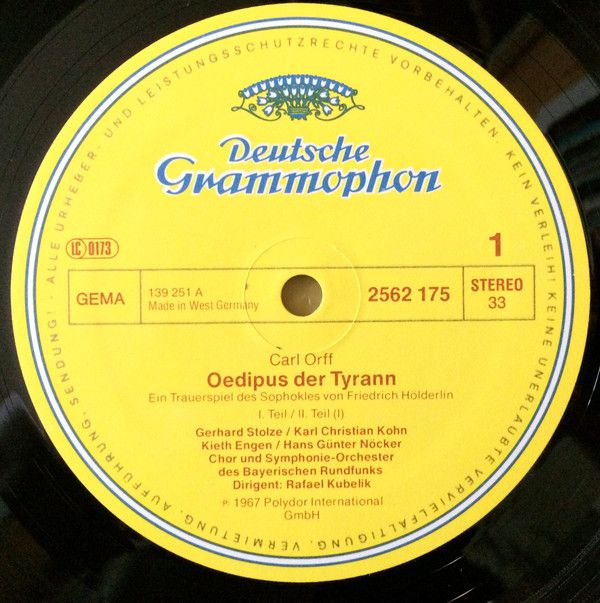 ALLE URHEBER- UND LEISTUNGSSCHUTZRECHTE VORBEHALTEN. KEIN VERLEIH! KEINE UNERLAUBTE VERVIELFÄLTIGUNG, VERMIETUNG, AUFFÜHRUNG, SENDUNG! ·
Deutsche
Grammophon
LC 0173
1
GEMA
139 251 A
Made in West Germany
2562 175
STEREO
33
Carl Orff
Oedipus der Tyrann
Ein Trauerspiel des Sophokles von Friedrich Hölderlin
I. Teil / II. Teil (I)
Gerhard Stolze / Karl Christian Kohn
Kieth Engen / Hans Günter Nöcker
Chor und Symphonie-Orchester
des Bayerischen Rundfunks
Dirigent: Rafael Kubelik
℗ 1967 Polydor International
GmbH